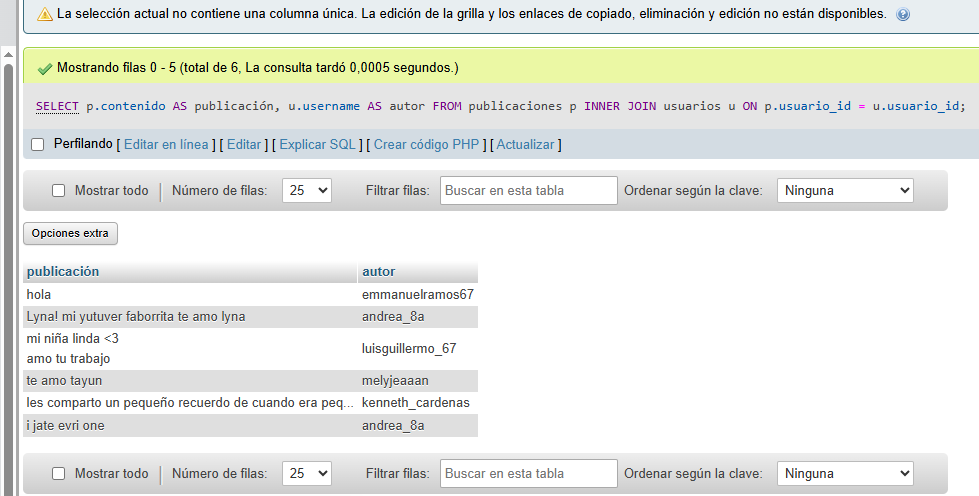 La selección actual no contiene una columna única. La edición de la grilla y los enlaces de copiado, eliminación y edición no están disponibles.
Mostrando filas 0 - 5 (total de 6, La consulta tardó 0,0005 segundos.)
SELECT p.contenido AS publicación, u.username AS autor FROM publicaciones p INNER JOIN usuarios u ON p.usuario_id = u.usuario_id;
Perfilando [ Editar en línea ] [ Editar ] [ Explicar SQL ] [ Crear código PHP ] [ Actualizar ]
Mostrar todo | Número de filas: 25 Filtrar filas: Buscar en esta tabla Ordenar según la clave: Ninguna
Opciones extra
publicación autor
hola emmanuelramos67
Lyna! mi yutuver faborrita te amo lyna andrea_8a
mi niña linda <3
amo tu trabajo luisguillermo_67
te amo tayun melyjeaaan
les comparto un pequeño recuerdo de cuando era peq... kenneth_cardenas
i jate evri one andrea_8a
Mostrar todo | Número de filas: 25 Filtrar filas: Buscar en esta tabla Ordenar según la clave: Ninguna